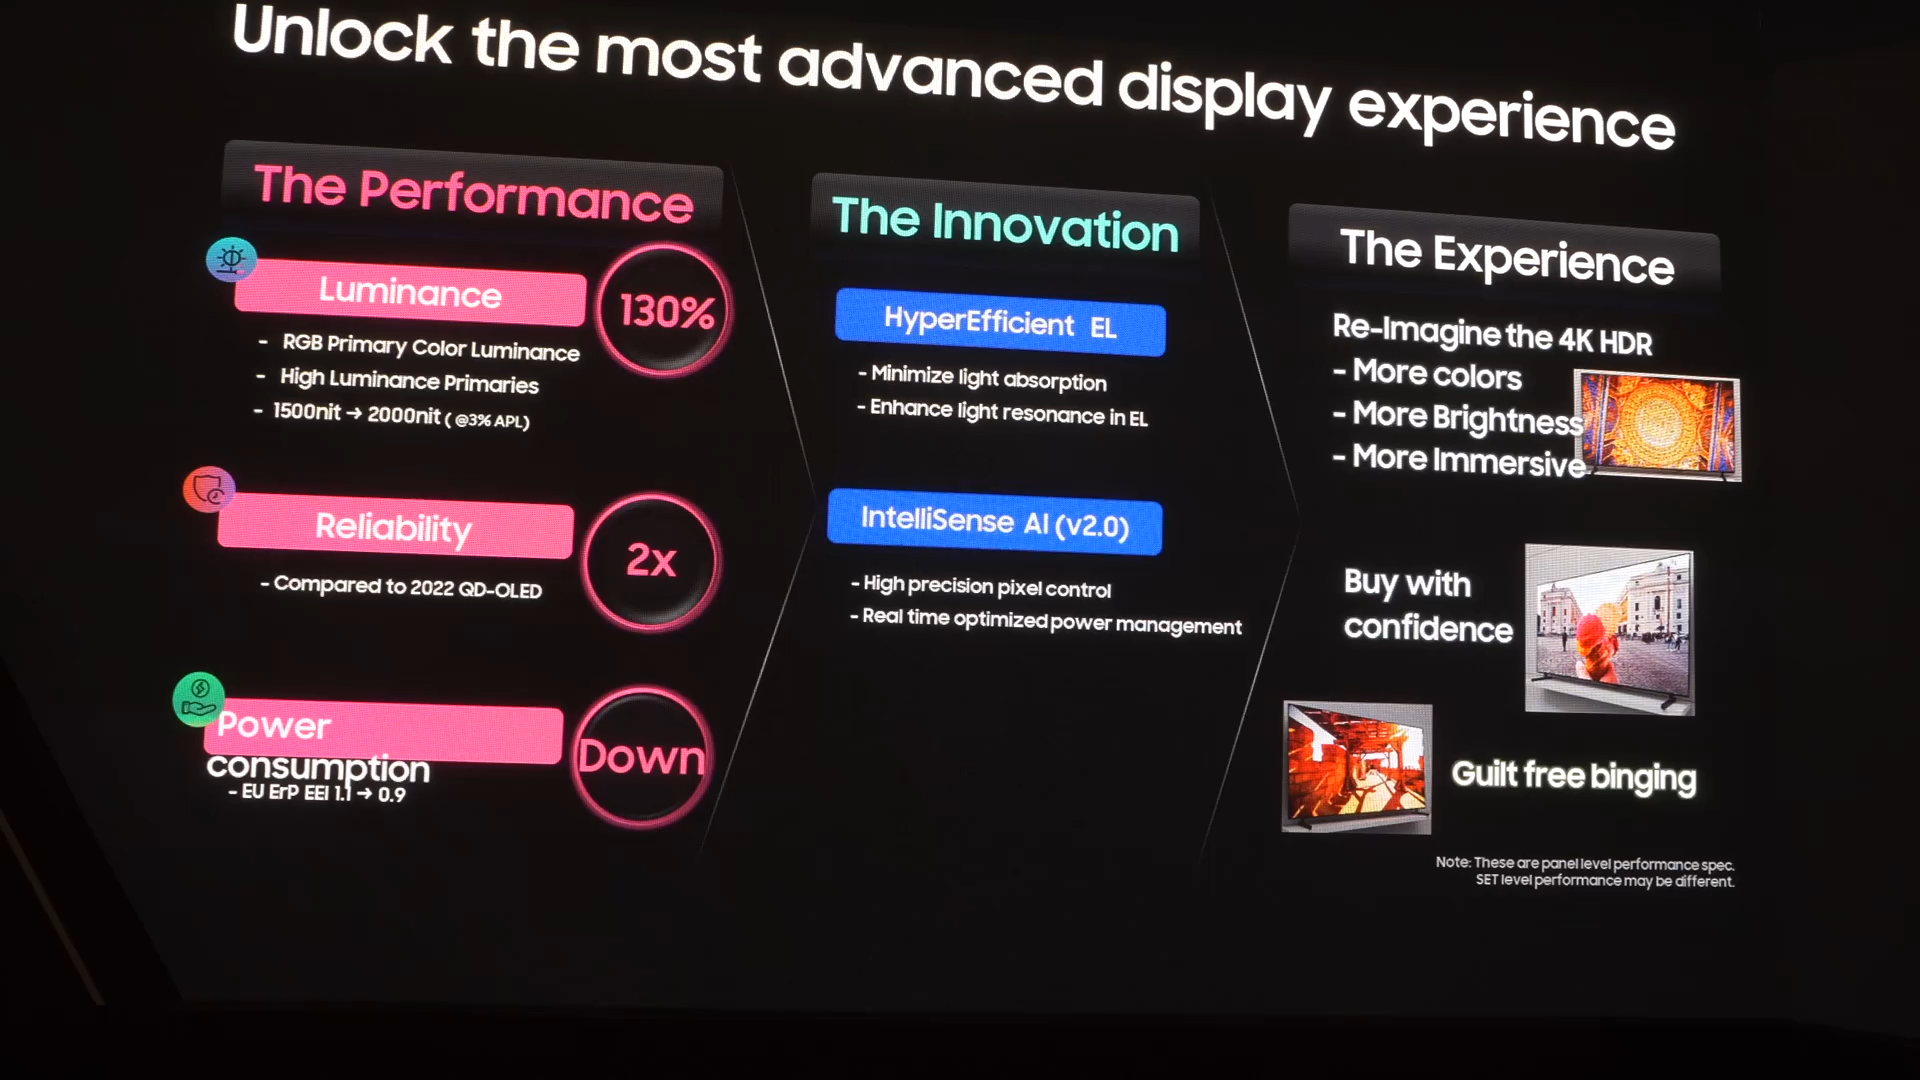 Unlock the most advanced display experience
The Performance
Luminance
130%
- RGB Primary Color Luminance
- High Luminance Primaries
- 1500nit → 2000nit ( @3% APL)
Reliability
2x
- Compared to 2022 QD-OLED
Power
consumption
Down
- EU ErP EEI 1.1 → 0.9
The Innovation
HyperEfficient EL
- Minimize light absorption
- Enhance light resonance in EL
IntelliSense AI (v2.0)
- High precision pixel control
- Real time optimized power management
The Experience
Re-Imagine the 4K HDR
- More colors
- More Brightness
- More Immersive
Buy with
confidence
Guilt free binging
Note: These are panel level performance spec.
SET level performance may be different.